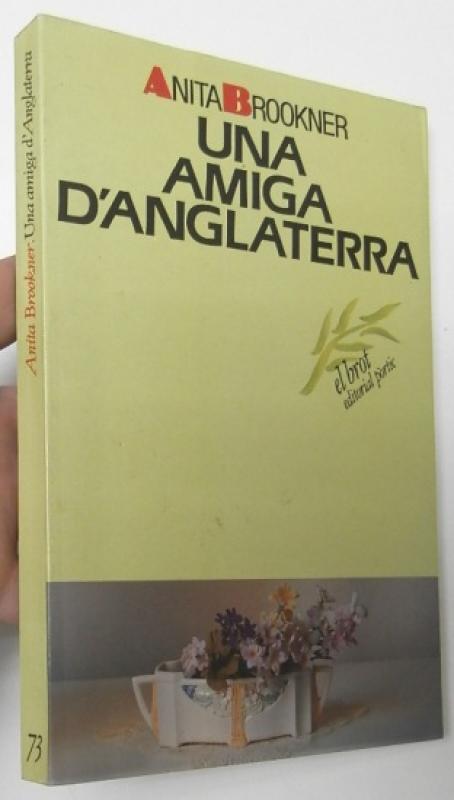 ANITA BROOKNER
UNA
AMIGA
D'ANGLATERRA
el brot
editorial pòrtic
Anita Brookner. Una amiga d'Anglaterra
73